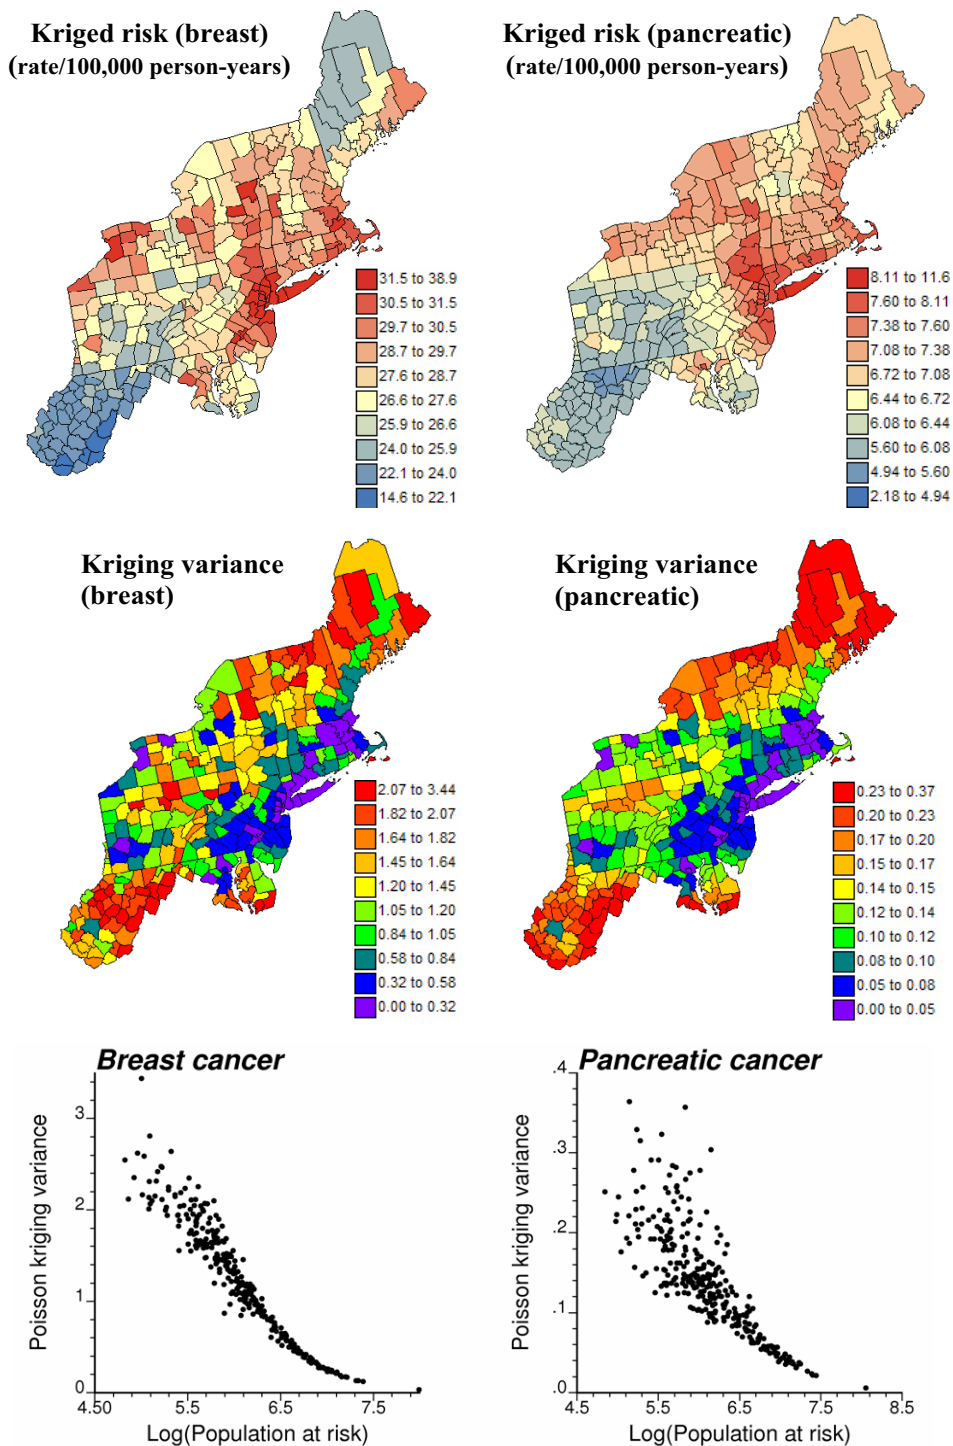 Kriged risk (breast)
(rate/100,000 person-years)
Kriged risk (pancreatic)
(rate/100,000 person-years)
31.5 to 38.9
30.5 to 31.5
29.7 to 30.5
28.7 to 29.7
27.6 to 28.7
26.6 to 27.6
25.9 to 26.6
24.0 to 25.9
22.1 to 24.0
14.6 to 22.1
8.11 to 11.6
7.60 to 8.11
7.38 to 7.60
7.08 to 7.38
6.72 to 7.08
6.44 to 6.72
6.08 to 6.44
5.60 to 6.08
4.94 to 5.60
2.18 to 4.94
Kriging variance
(breast)
Kriging variance
(pancreatic)
2.07 to 3.44
1.82 to 2.07
1.64 to 1.82
1.45 to 1.64
1.20 to 1.45
1.05 to 1.20
0.84 to 1.05
0.58 to 0.84
0.32 to 0.58
0.00 to 0.32
0.23 to 0.37
0.20 to 0.23
0.17 to 0.20
0.15 to 0.17
0.14 to 0.15
0.12 to 0.14
0.10 to 0.12
0.08 to 0.10
0.05 to 0.08
0.00 to 0.05
Breast cancer
Poisson kriging variance
3
2
1
0
4.50 5.5 6.5 7.5
Log(Population at risk)
Pancreatic cancer
Poisson kriging variance
.4
.3
.2
.1
.0
4.5 5.5 6.5 7.5 8.5
Log(Population at risk)